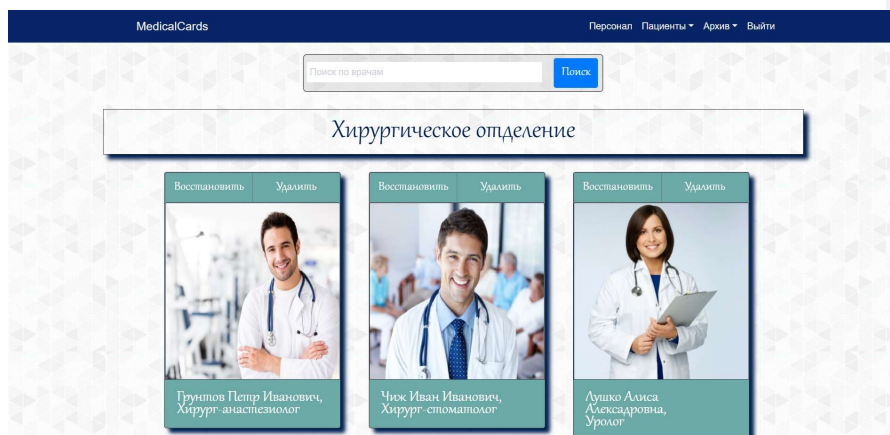 MedicalCards
Персонал Пациенты Архив Выйти
Поиск по врачам Поиск
Хирургическое отделение
Восстановить Удалить Восстановить Удалить Восстановить Удалить
Грунтов Петр Иванович,
Хирург-анастезиолог
Чиж Иван Иванович,
Хирург-стоматолог
Лушко Алиса
Алексадровна,
Уролог